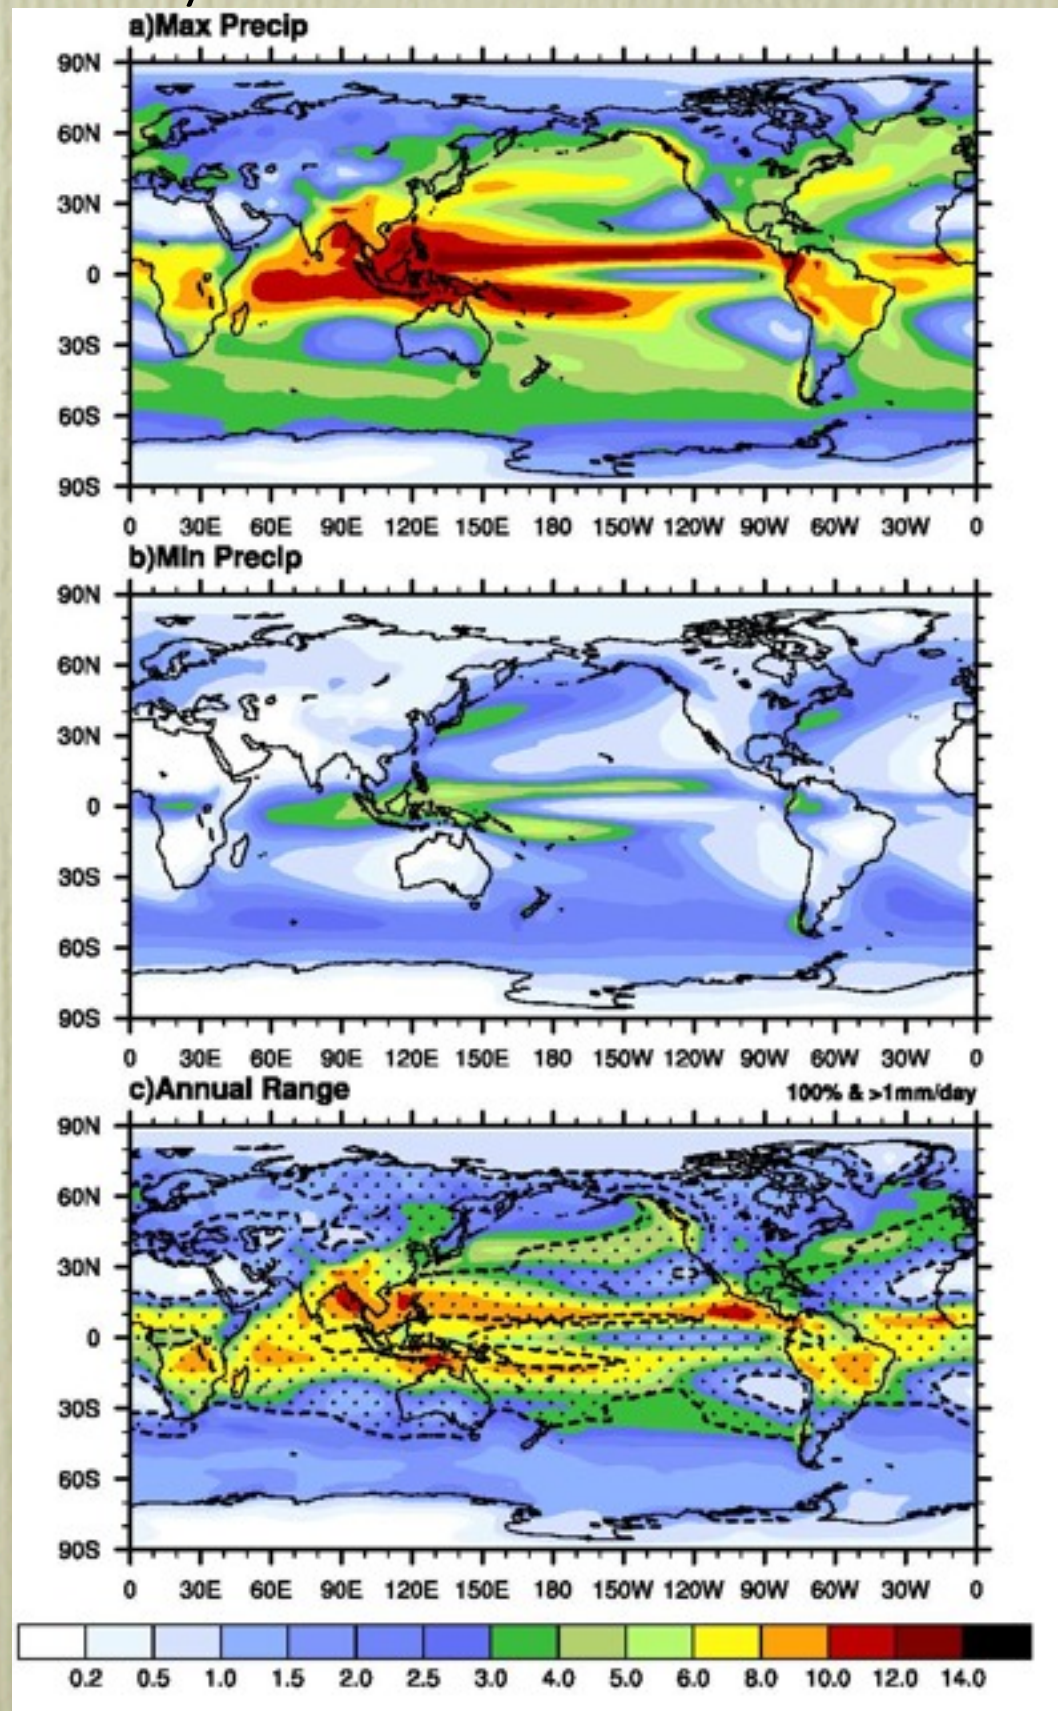 a)Max Precip
90N
60N
30N
0
30S
60S
90S
0 30E 60E 90E 120E 150E 180 150W 120W 90W 60W 30W 0
b)Min Precip
90N
60N
30N
0
30S
60S
90S
0 30E 60E 90E 120E 150E 180 150W 120W 90W 60W 30W 0
c)Annual Range 100% & >1mm/day
90N
60N
30N
0
30S
60S
90S
0 30E 60E 90E 120E 150E 180 150W 120W 90W 60W 30W 0
0.2 0.5 1.0 1.5 2.0 2.5 3.0 4.0 5.0 6.0 8.0 10.0 12.0 14.0